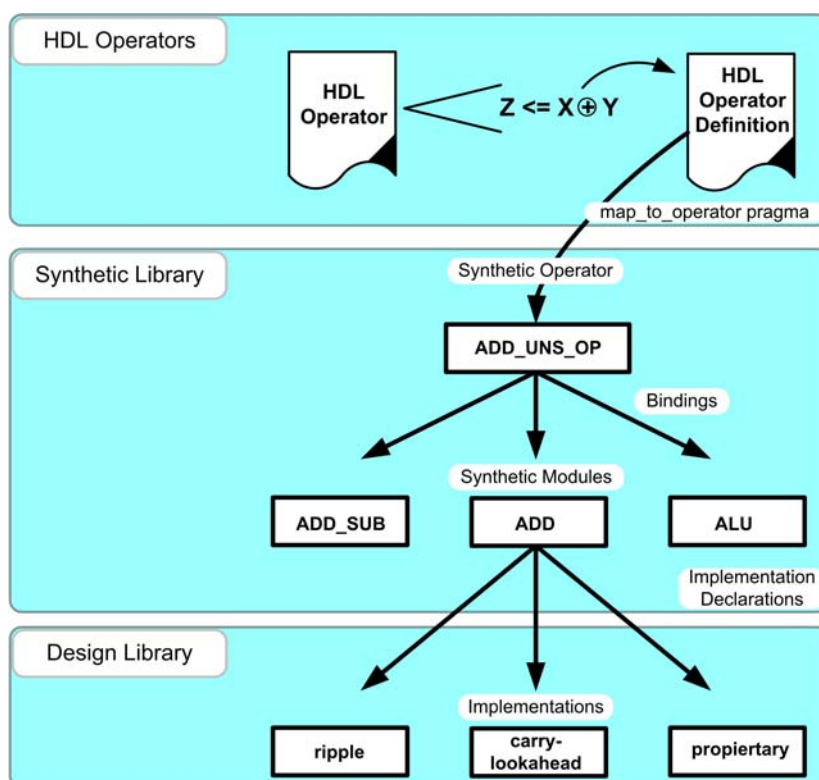 HDL Operators
HDL
Operator
Z <= X⊕Y
HDL
Operator
Definition
map_to_operator pragma
Synthetic Library
Synthetic Operator
ADD_UNS_OP
Bindings
Synthetic Modules
ADD_SUB
ADD
ALU
Implementation
Declarations
Design Library
Implementations
ripple
carry-
lookahead
propiertary